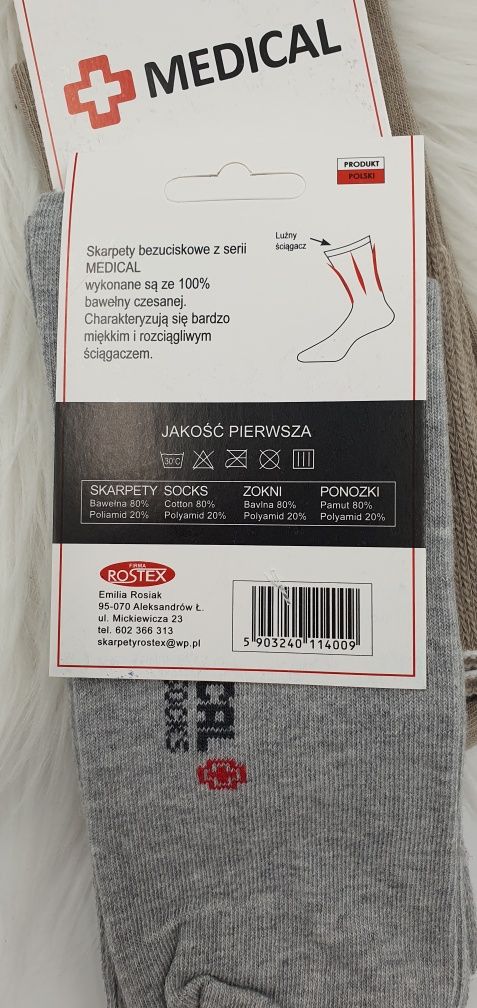 MEDICAL
PRODUKT
POLSKI
Luźny
ściągacz
Skarpety bezuciskowe z serii
MEDICAL
wykonane są ze 100%
bawełny czesanej.
Charakteryzują się bardzo
miękkim i rozciągliwym
ściągaczem.
JAKOŚĆ PIERWSZA
30°C
SKARPETY SOCKS ZOKNI PONOZKI
Bawełna 80% Cotton 80% Bavlna 80% Pamut 80%
Poliamid 20% Polyamid 20% Polyamid 20% Polyamid 20%
FIRMA
ROSTEX
Emilia Rosiak
95-070 Aleksandrów Ł.
ul. Mickiewicza 23
tel. 602 366 313
skarpetyrostex@wp.pl
5 903240 114009
CAL
SOCKS